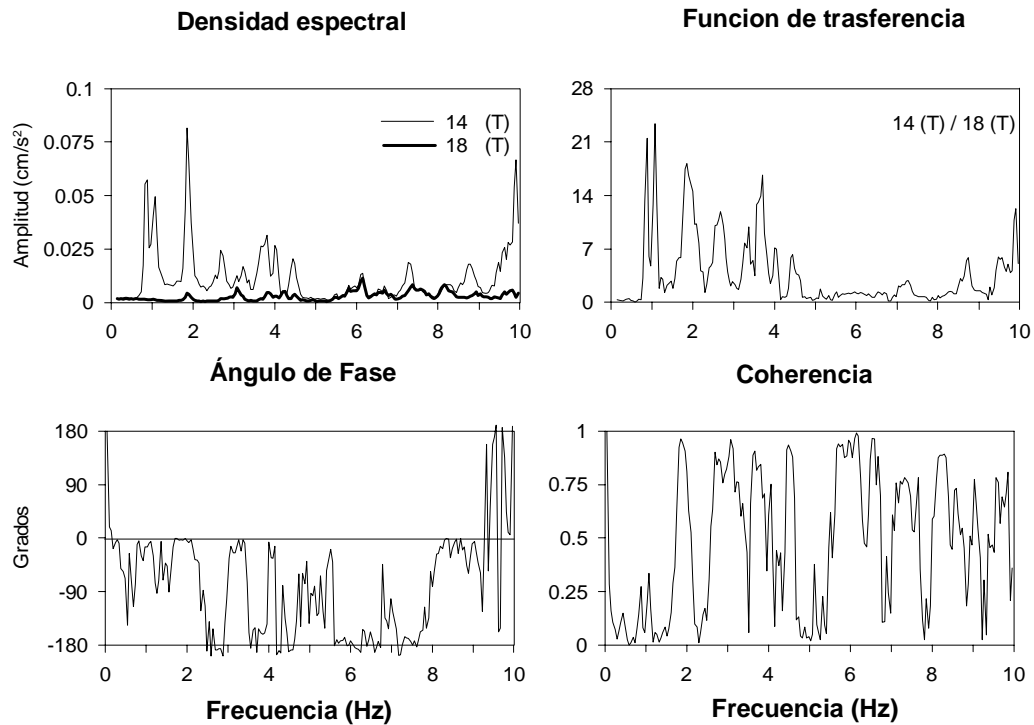 Densidad espectral
Funcion de trasferencia
Amplitud (cm/s²)
0.1
0.075
0.05
0.025
0
14 (T)
18 (T)
0 2 4 6 8 10
28
21
14
7
0
14 (T) / 18 (T)
0 2 4 6 8 10
Ángulo de Fase
Coherencia
Grados
180
90
0
-90
-180
0 2 4 6 8 10
Frecuencia (Hz)
1
0.75
0.5
0.25
0
0 2 4 6 8 10
Frecuencia (Hz)